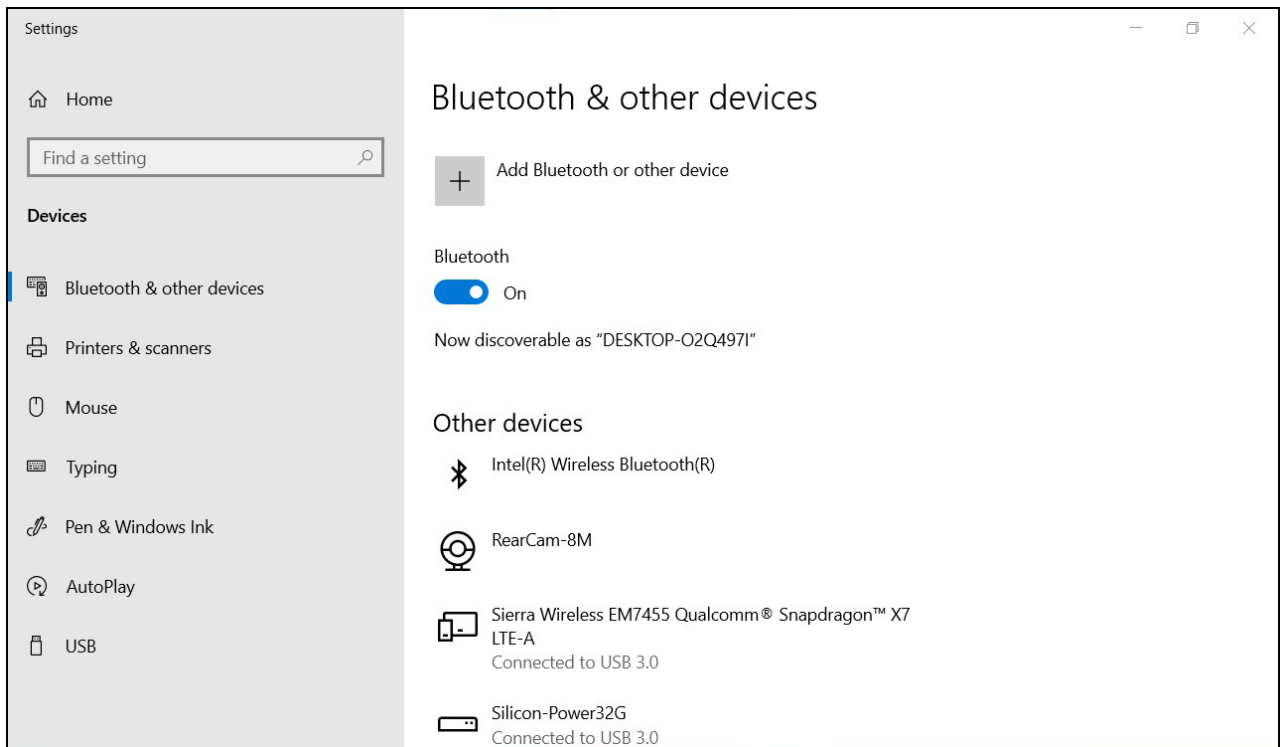 Settings
Home
Find a setting
Devices
Bluetooth & other devices
Printers & scanners
Mouse
Typing
Pen & Windows Ink
AutoPlay
USB
Bluetooth & other devices
Add Bluetooth or other device
Bluetooth
On
Now discoverable as “DESKTOP-O2Q497I”
Other devices
Intel(R) Wireless Bluetooth(R)
RearCam-8M
Sierra Wireless EM7455 Qualcomm® Snapdragon™ X7
LTE-A
Connected to USB 3.0
Silicon-Power32G
Connected to USB 3.0